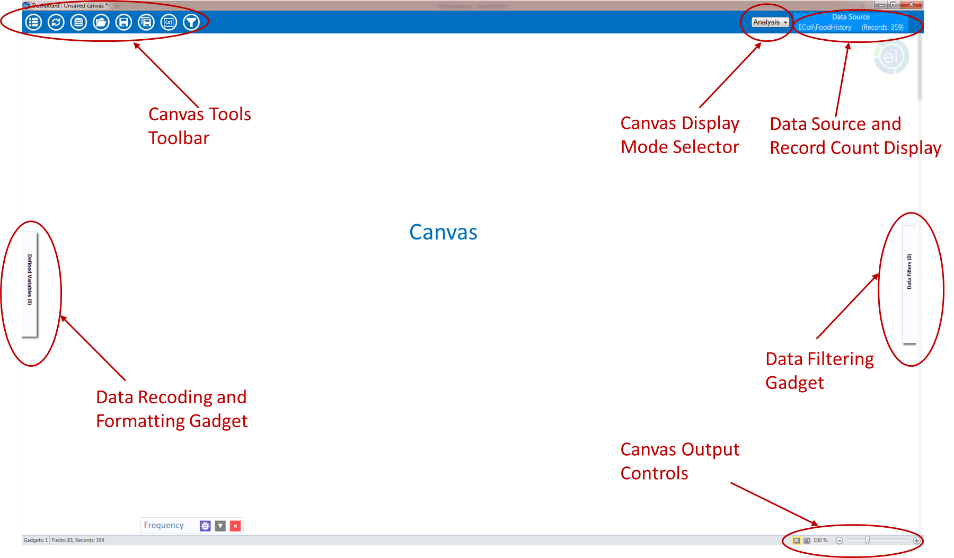 Dashboard : Unsaved canvas *
Analysis
Data Source
EColi\FoodHistory (Records: 359)
ei
Canvas Tools
Toolbar
Canvas Display
Mode Selector
Data Source and
Record Count Display
Canvas
Defined Variables (0)
Data Filters (0)
Data Filtering
Gadget
Data Recoding and
Formatting Gadget
Canvas Output
Controls
Frequency
Gadgets: 1 Fields: 83, Records: 359
100 %